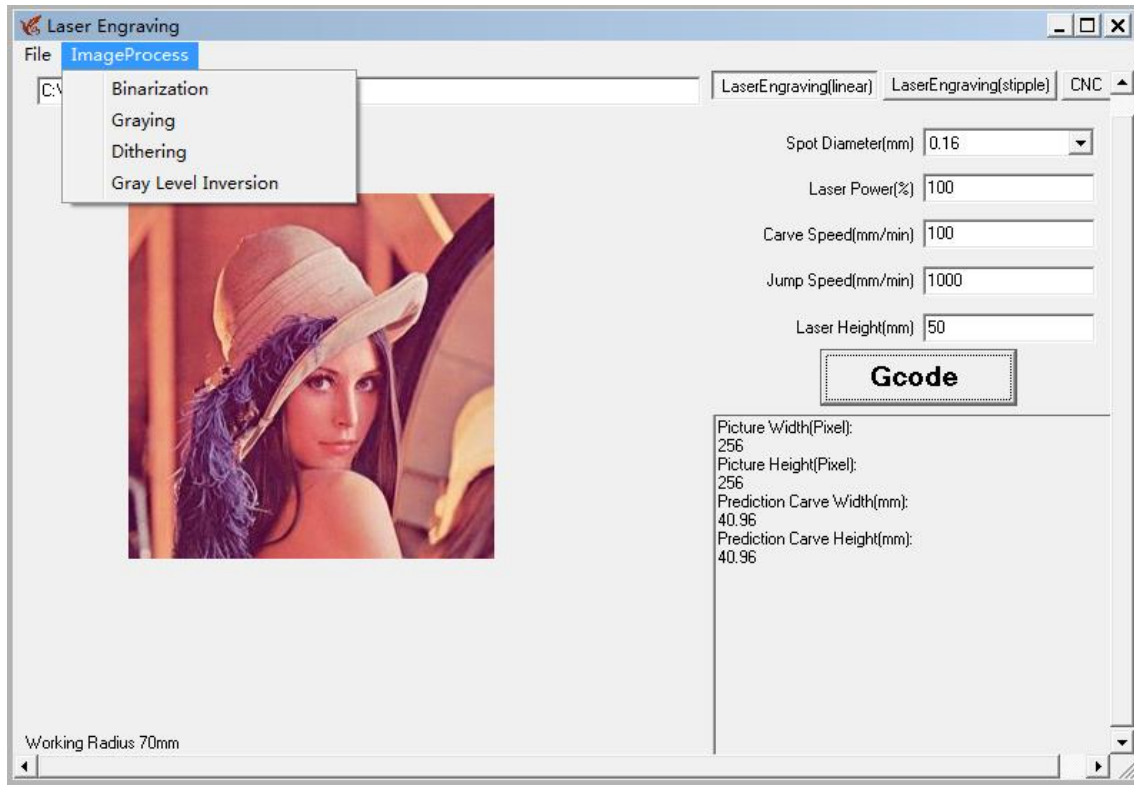 Laser Engraving
File ImageProcess
C:\
Binarization
Graying
Dithering
Gray Level Inversion
LaserEngraving(linear) LaserEngraving(stipple) CNC
Spot Diameter(mm) 0.16
Laser Power(%) 100
Carve Speed(mm/min) 100
Jump Speed(mm/min) 1000
Laser Height(mm) 50
Gcode
Picture Width(Pixel):
256
Picture Height(Pixel):
256
Prediction Carve Width(mm):
40.96
Prediction Carve Height(mm):
40.96
Working Radius 70mm